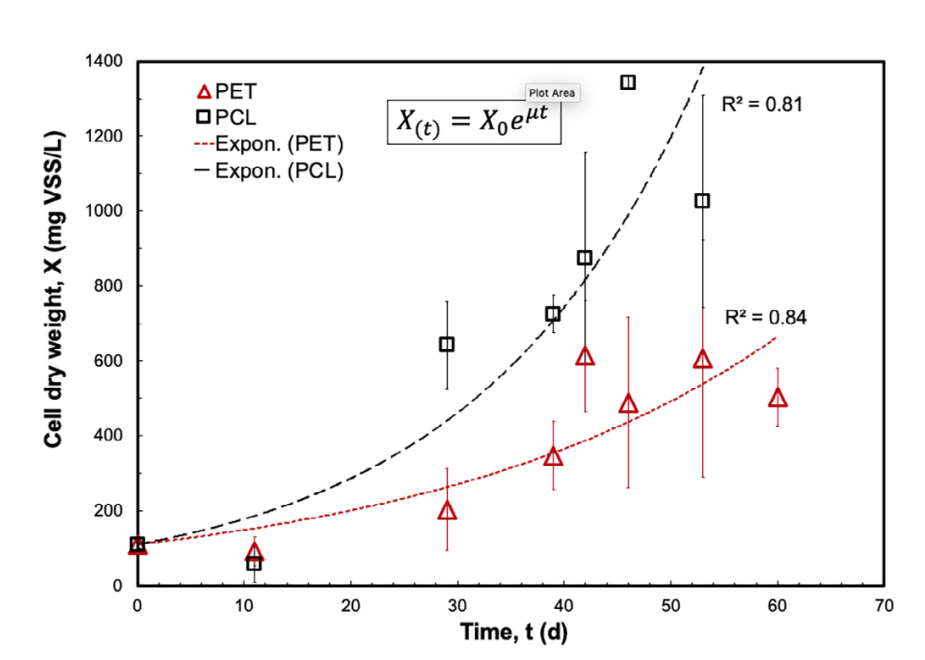 1400
1200
1000
800
600
400
200
0
Cell dry weight, X (mg VSS/L)
PET
PCL
Expon. (PET)
Expon. (PCL)
Plot Area
X(t) = X0e^μt
R² = 0.81
R² = 0.84
0 10 20 30 40 50 60 70
Time, t (d)